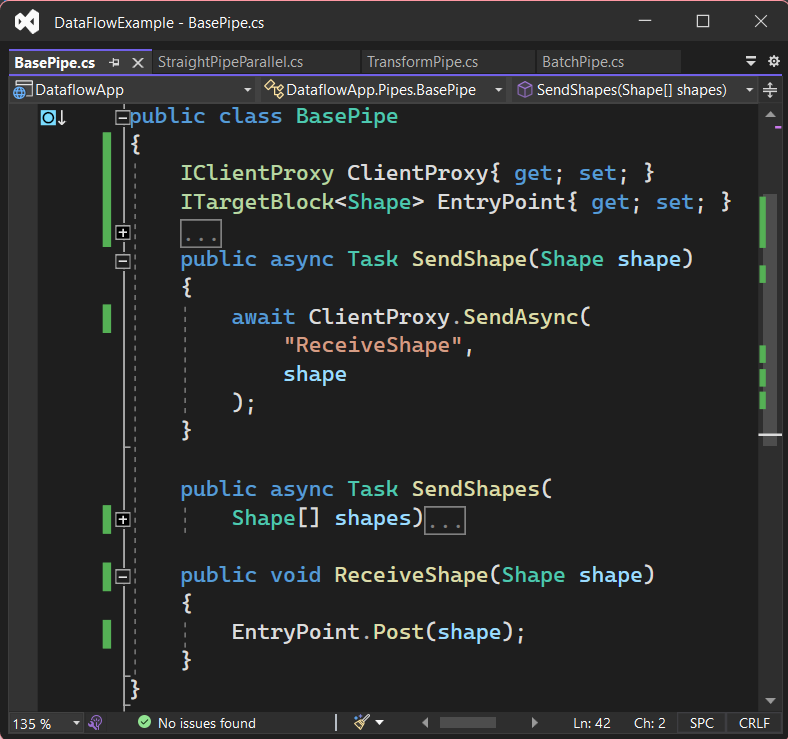 DataFlowExample - BasePipe.cs
BasePipe.cs StraightPipeParallel.cs TransformPipe.cs BatchPipe.cs
DataflowApp DataflowApp.Pipes.BasePipe SendShapes(Shape[] shapes)
public class BasePipe
{
IClientProxy ClientProxy{ get; set; }
ITargetBlock<Shape> EntryPoint{ get; set; }
...
public async Task SendShape(Shape shape)
{
await ClientProxy.SendAsync(
"ReceiveShape",
shape
);
}
public async Task SendShapes(
Shape[] shapes)...
public void ReceiveShape(Shape shape)
{
EntryPoint.Post(shape);
}
}
135 % No issues found Ln: 42 Ch: 2 SPC CRLF